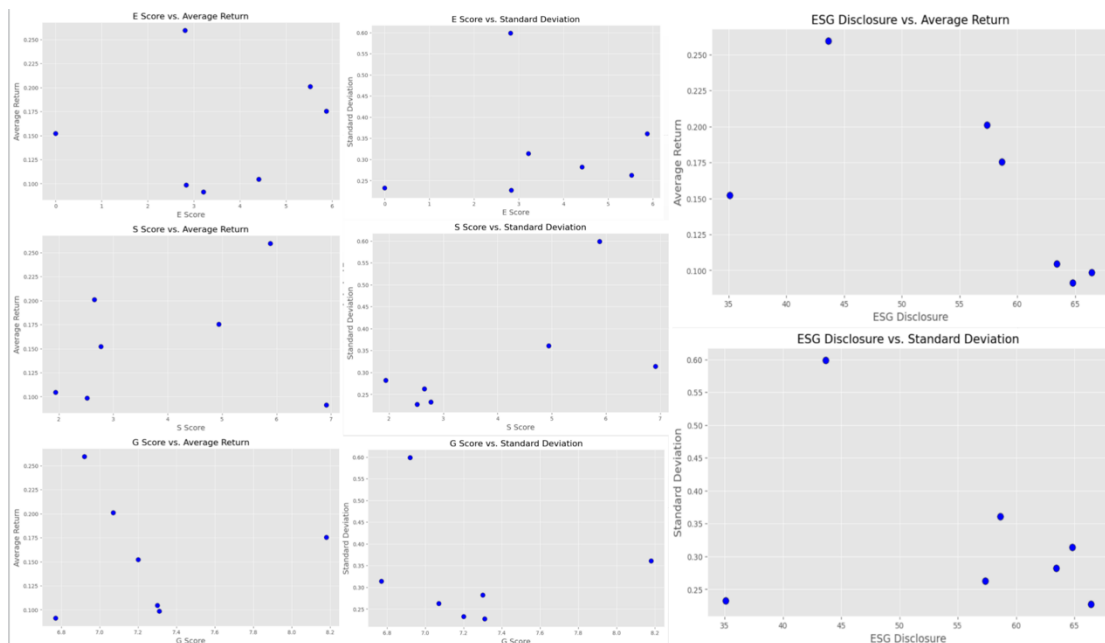 E Score vs. Average Return
Average Return
0.250
0.225
0.200
0.175
0.150
0.125
0.100
0 1 2 3 4 5 6
E Score
E Score vs. Standard Deviation
Standard Deviation
0.60
0.55
0.50
0.45
0.40
0.35
0.30
0.25
0 1 2 3 4 5 6
E Score
ESG Disclosure vs. Average Return
Average Return
0.250
0.225
0.200
0.175
0.150
0.125
0.100
35 40 45 50 55 60 65
ESG Disclosure
S Score vs. Average Return
Average Return
0.250
0.225
0.200
0.175
0.150
0.125
0.100
2 3 4 5 6 7
S Score
S Score vs. Standard Deviation
Standard Deviation
0.60
0.55
0.50
0.45
0.40
0.35
0.30
0.25
2 3 4 5 6 7
S Score
ESG Disclosure vs. Standard Deviation
Standard Deviation
0.60
0.55
0.50
0.45
0.40
0.35
0.30
0.25
35 40 45 50 55 60 65
ESG Disclosure
G Score vs. Average Return
Average Return
0.250
0.225
0.200
0.175
0.150
0.125
0.100
6.8 7.0 7.2 7.4 7.6 7.8 8.0 8.2
G Score
G Score vs. Standard Deviation
Standard Deviation
0.60
0.55
0.50
0.45
0.40
0.35
0.30
0.25
6.8 7.0 7.2 7.4 7.6 7.8 8.0 8.2
G Score